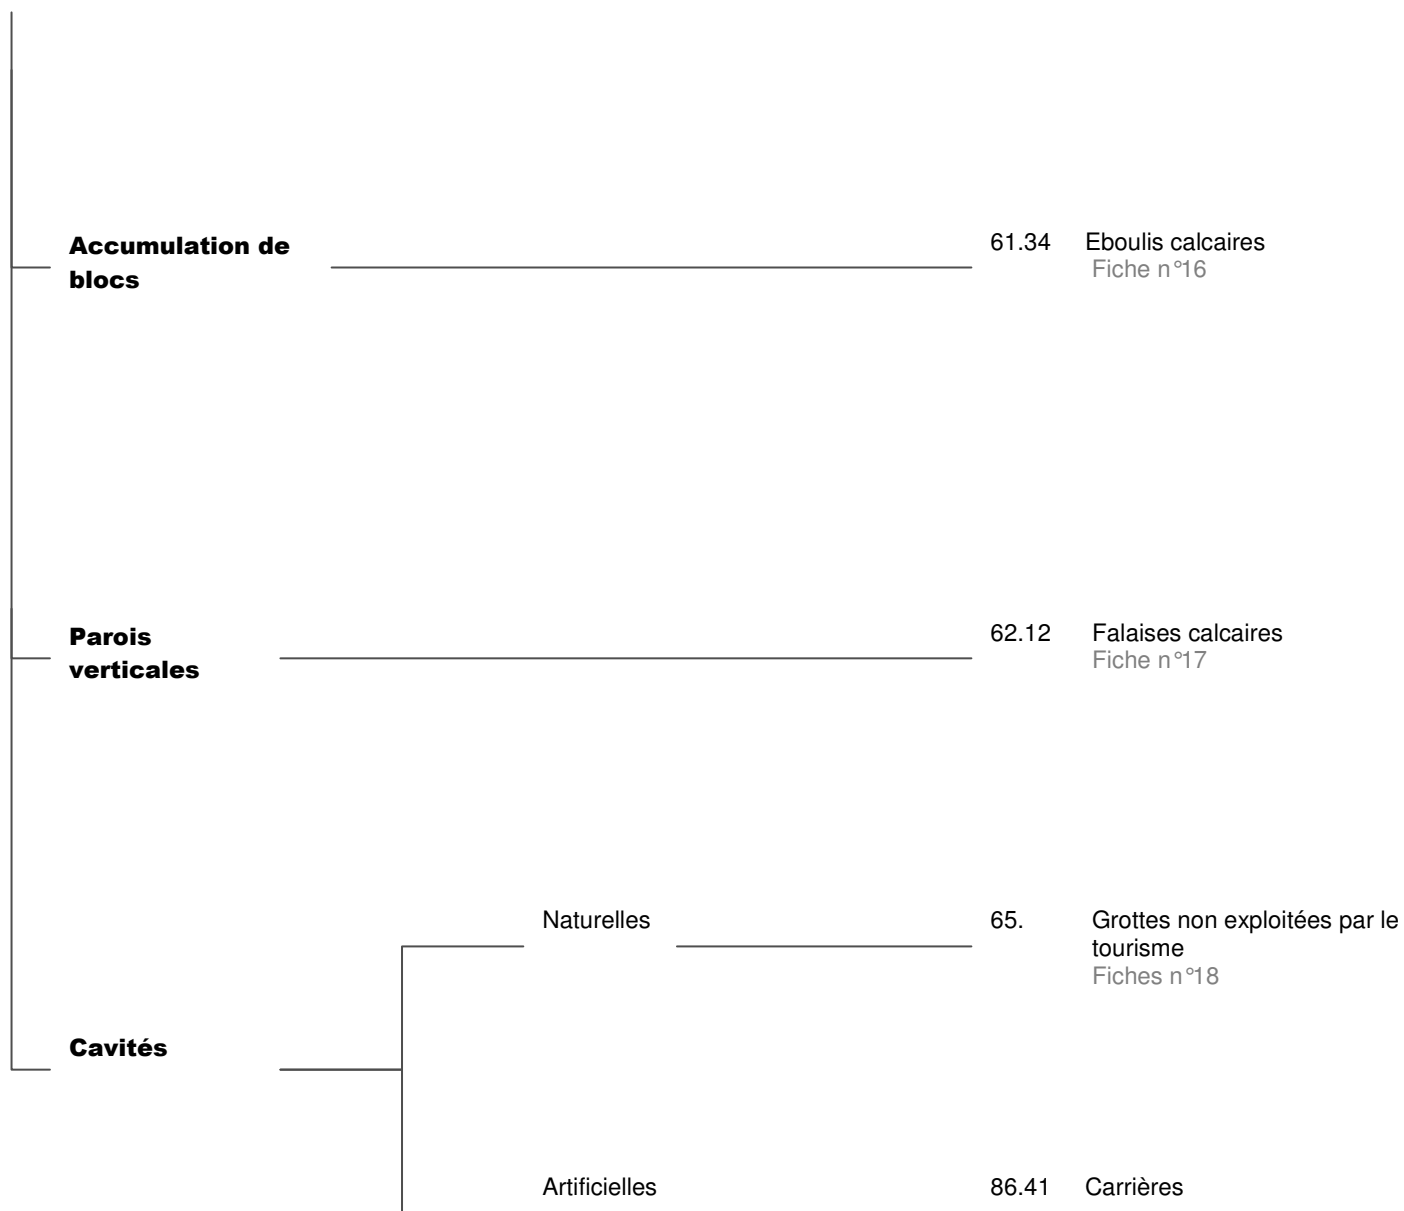 Accumulation de
blocs
61.34 Eboulis calcaires
Fiche n°16
Parois
verticales
62.12 Falaises calcaires
Fiche n°17
Naturelles
65. Grottes non exploitées par le
tourisme
Fiches n°18
Cavités
Artificielles
86.41 Carrières